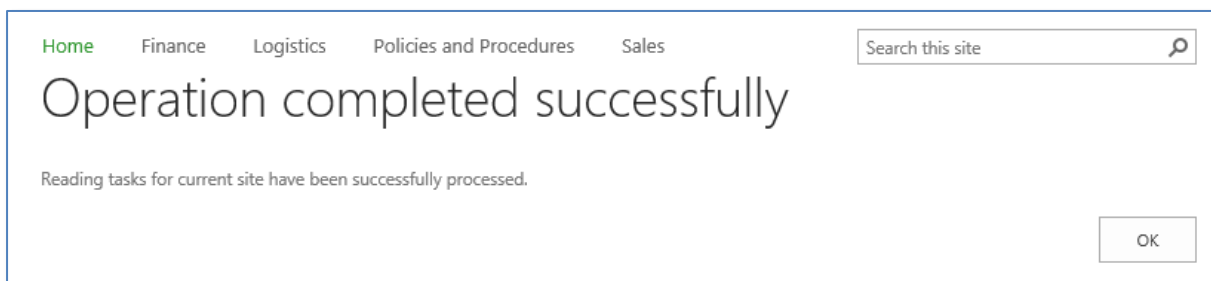 Home Finance Logistics Policies and Procedures Sales Search this site
Operation completed successfully
Reading tasks for current site have been successfully processed.
OK